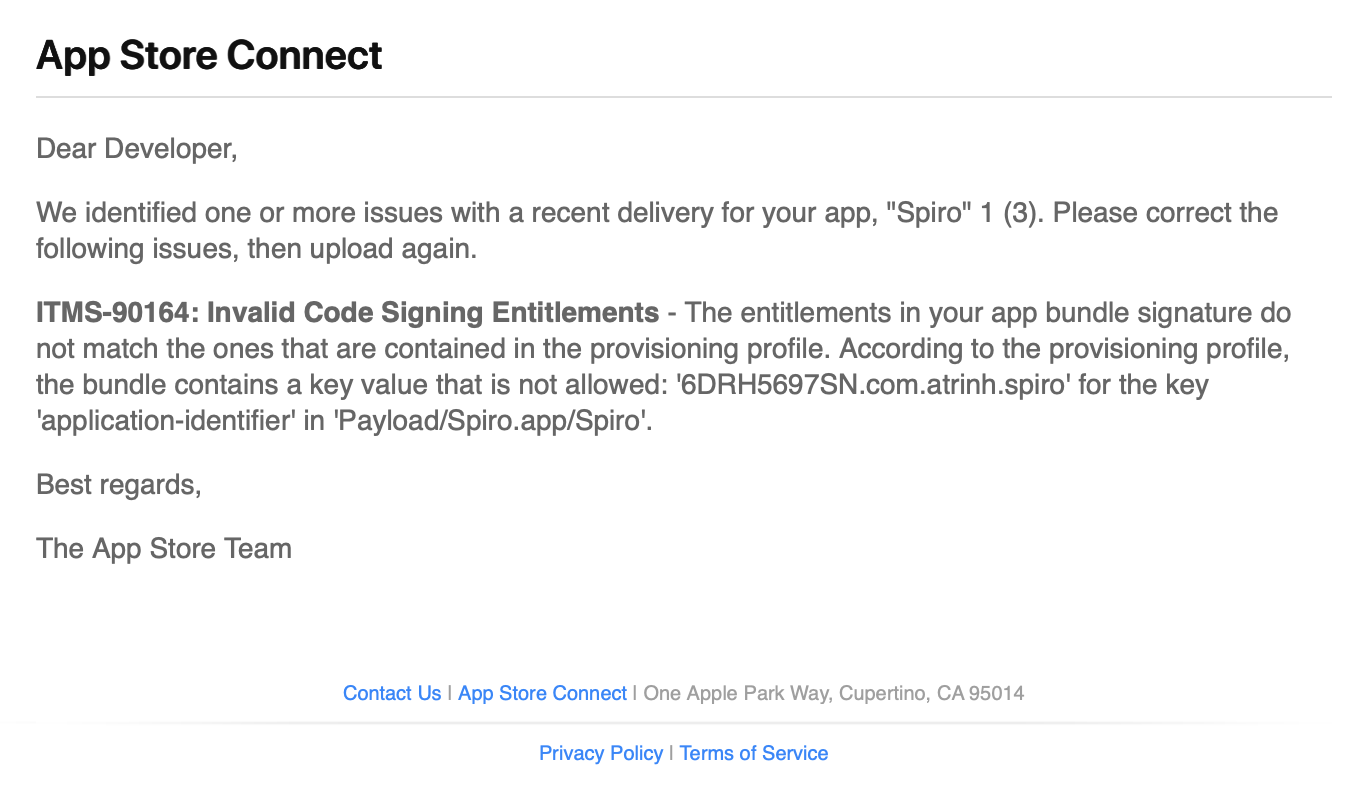 App Store Connect
Dear Developer,
We identified one or more issues with a recent delivery for your app, "Spiro" 1 (3). Please correct the
following issues, then upload again.
ITMS-90164: Invalid Code Signing Entitlements - The entitlements in your app bundle signature do
not match the ones that are contained in the provisioning profile. According to the provisioning profile,
the bundle contains a key value that is not allowed: '6DRH5697SN.com.atrinh.spiro' for the key
'application-identifier' in 'Payload/Spiro.app/Spiro'.
Best regards,
The App Store Team
Contact Us | App Store Connect | One Apple Park Way, Cupertino, CA 95014
Privacy Policy | Terms of Service